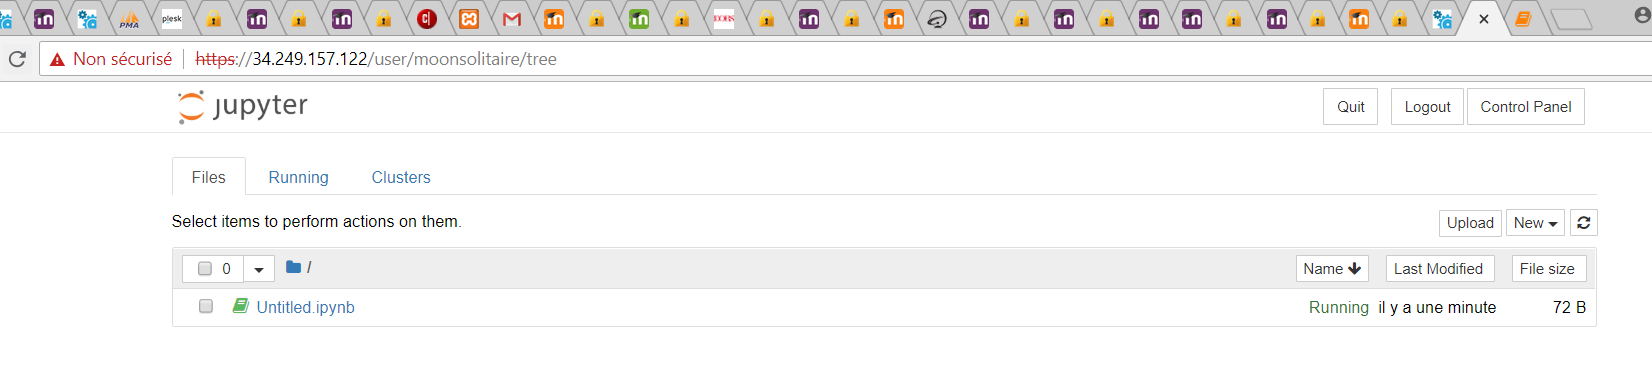 PMA plesk
Non sécurisé https://34.249.157.122/user/moonsolitaire/tree
jupyter Quit Logout Control Panel
Files Running Clusters
Select items to perform actions on them. Upload New
0 / Name Last Modified File size
Untitled.ipynb Running il y a une minute 72 B